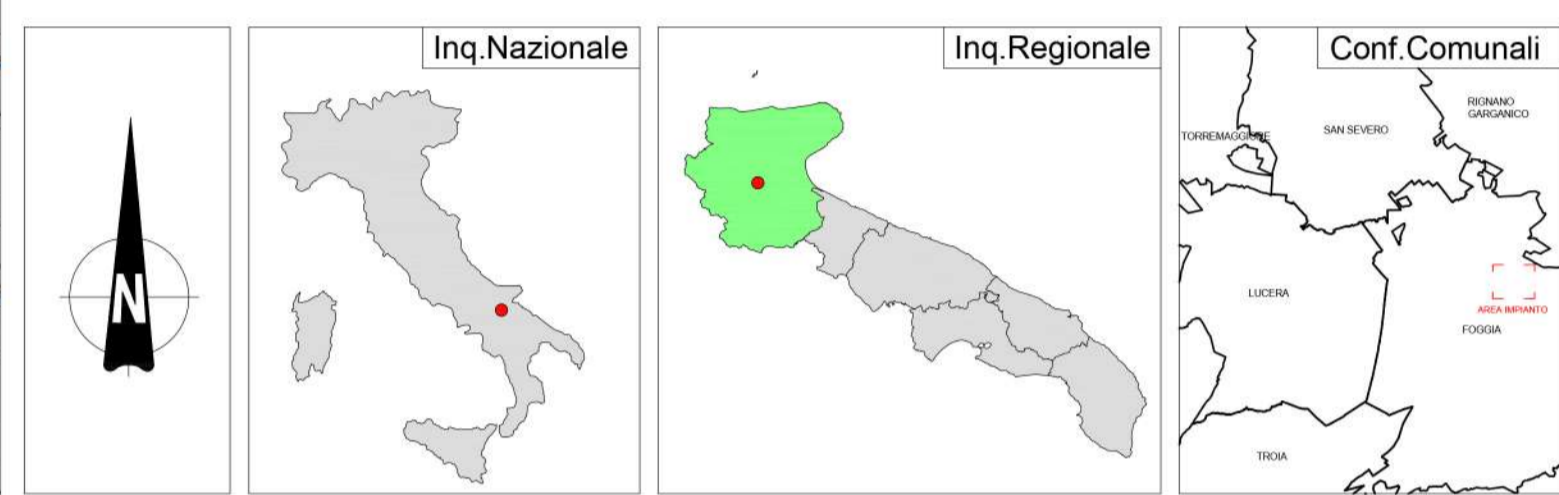 N
Inq.Nazionale
Inq.Regionale
Conf.Comunali
RIGNANO
GARGANICO
SAN SEVERO
TORREMAGGIORE
LUCERA
AREA IMPIANTO
FOGGIA
TROIA